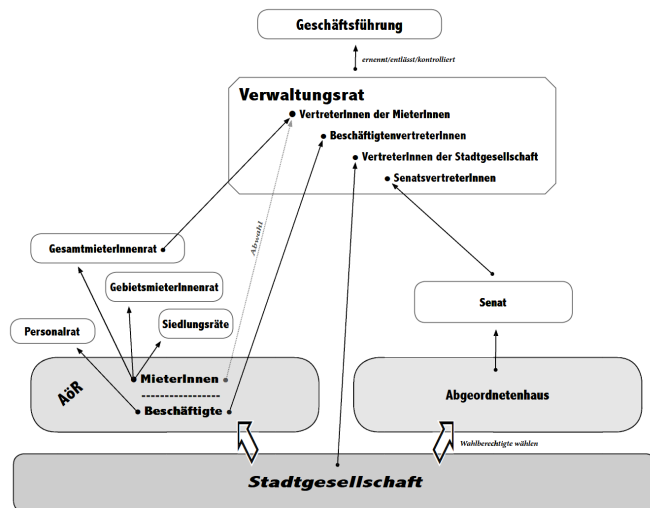 Geschäftsführung
ernennt/entlässt/kontrolliert
Verwaltungsrat
VertreterInnen der MieterInnen
BeschäftigtenvertreterInnen
VertreterInnen der Stadtgesellschaft
SenatsvertreterInnen
Abwahl
GesamtmieterInnenrat
GebietsmieterInnenrat
Siedlungsräte
Personalrat
Senat
AöR
MieterInnen
Beschäftigte
Abgeordnetenhaus
Wahlberechtigte wählen
Stadtgesellschaft